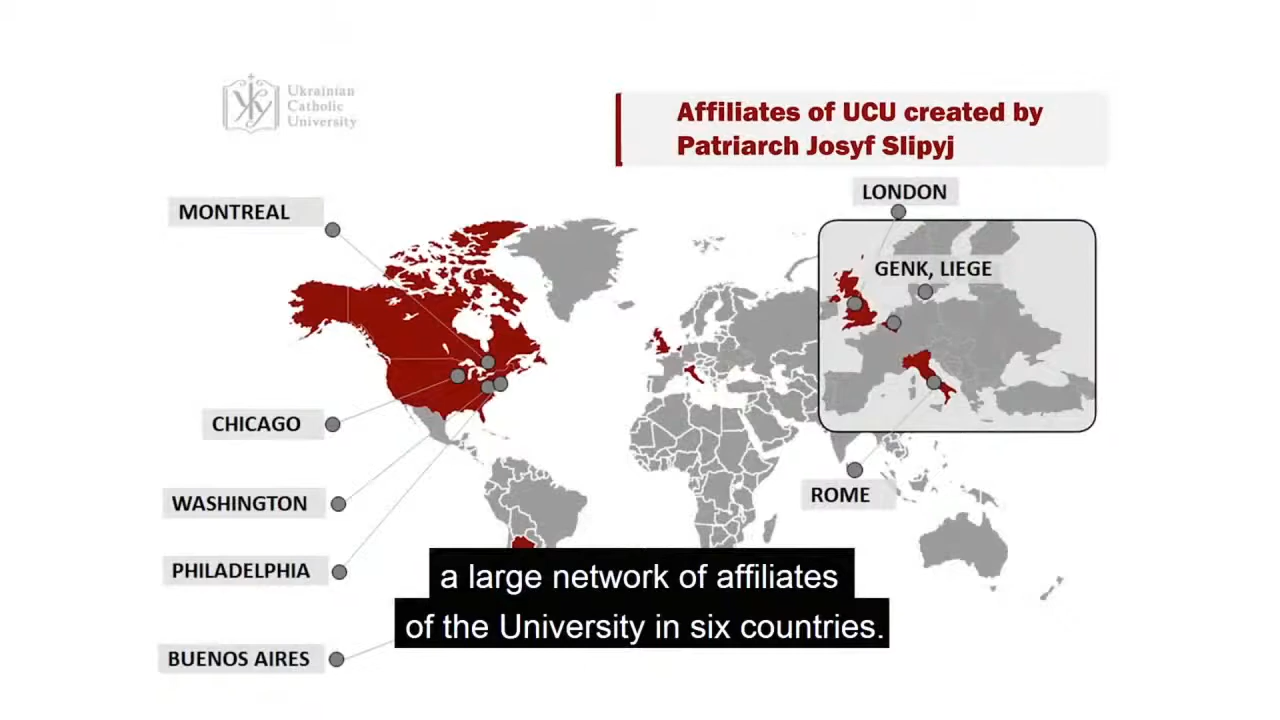 Ukrainian
Catholic
University
Affiliates of UCU created by
Patriarch Josyf Slipyj
LONDON
MONTREAL
GENK, LIEGE
CHICAGO
ROME
WASHINGTON
PHILADELPHIA
BUENOS AIRES
a large network of affiliates
of the University in six countries.